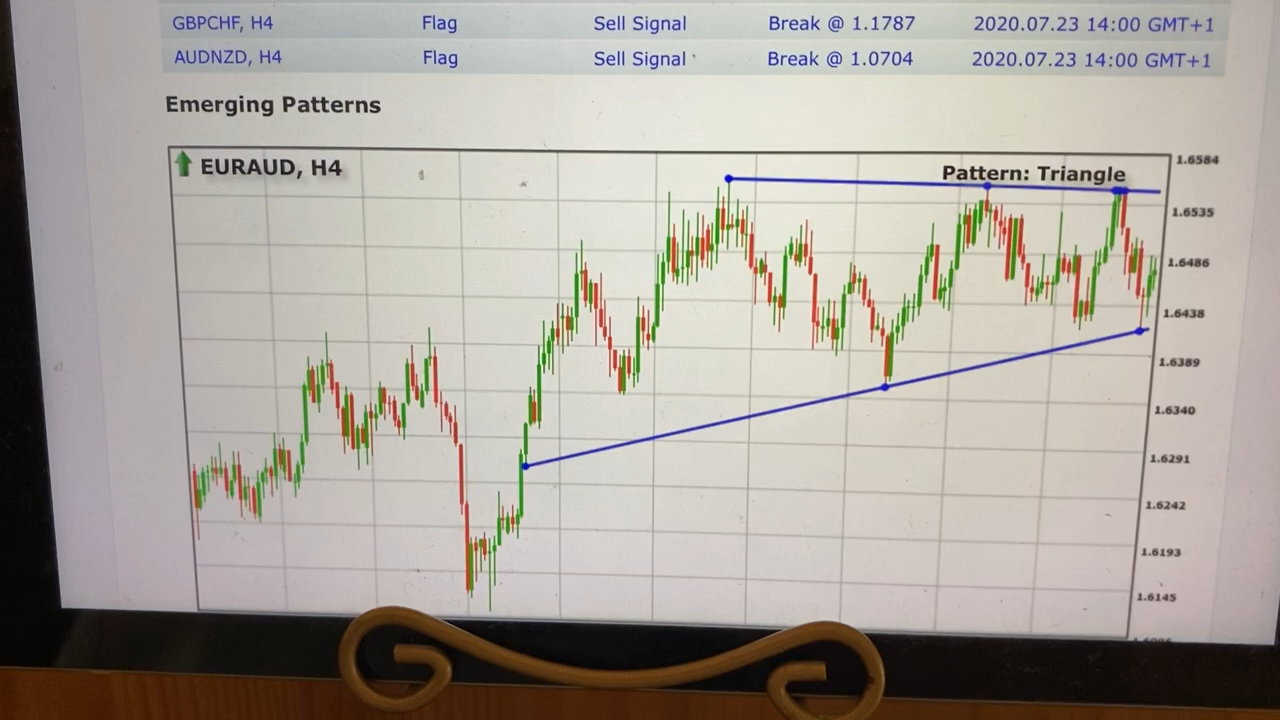 GBPCHF, H4 Flag Sell Signal Break @ 1.1787 2020.07.23 14:00 GMT+1
AUDNZD, H4 Flag Sell Signal Break @ 1.0704 2020.07.23 14:00 GMT+1
Emerging Patterns
EURAUD, H4
Pattern: Triangle
1.6584
1.6535
1.6486
1.6438
1.6389
1.6340
1.6291
1.6242
1.6193
1.6145